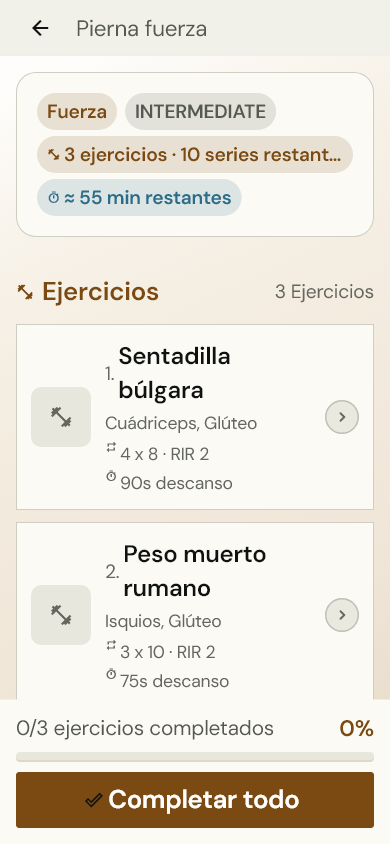 Pierna fuerza
Fuerza
INTERMEDIATE
3 ejercicios · 10 series restant...
≈ 55 min restantes
Ejercicios
3 Ejercicios
1. Sentadilla
búlgara
Cuádriceps, Glúteo
4 x 8 · RIR 2
90s descanso
2. Peso muerto
rumano
Isquios, Glúteo
3 x 10 · RIR 2
75s descanso
0/3 ejercicios completados
0%
Completar todo